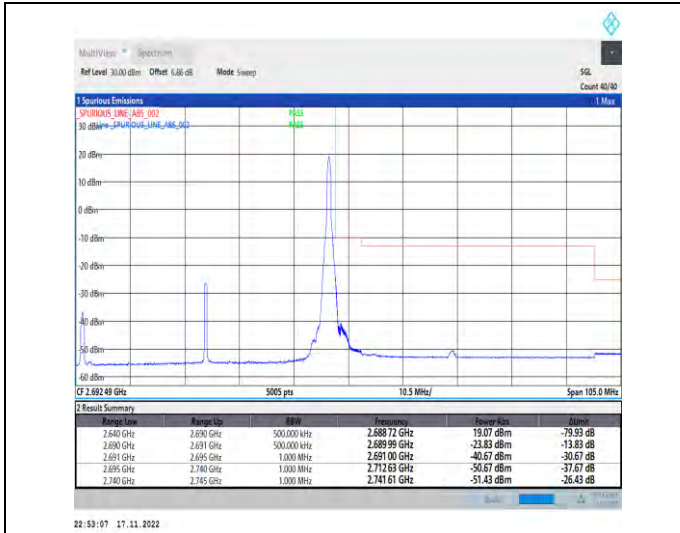 MultiView Spectrum
Ref Level 30.00 dBm Offset 6.86 dB Mode Sweep SGL
Count 40/40
1 Spurious Emissions 1 Max
_SPURIOUS_LINE_ABS_002 PASS
30 dBm Line _SPURIOUS_LINE_ABS_002 PASS
20 dBm
10 dBm
0 dBm
-10 dBm
-20 dBm
-30 dBm
-40 dBm
-50 dBm
-60 dBm
CF 2.692 49 GHz 5005 pts 10.5 MHz/ Span 105.0 MHz
2 Result Summary
Range Low Range Up RBW Frequency Power Abs ΔLimit
2.640 GHz 2.690 GHz 500.000 kHz 2.688 72 GHz 19.07 dBm -79.93 dB
2.690 GHz 2.691 GHz 500.000 kHz 2.689 99 GHz -23.83 dBm -13.83 dB
2.691 GHz 2.695 GHz 1.000 MHz 2.691 00 GHz -40.67 dBm -30.67 dB
2.695 GHz 2.740 GHz 1.000 MHz 2.712 63 GHz -50.67 dBm -37.67 dB
2.740 GHz 2.745 GHz 1.000 MHz 2.741 61 GHz -51.43 dBm -26.43 dB
22:53:07 17.11.2022